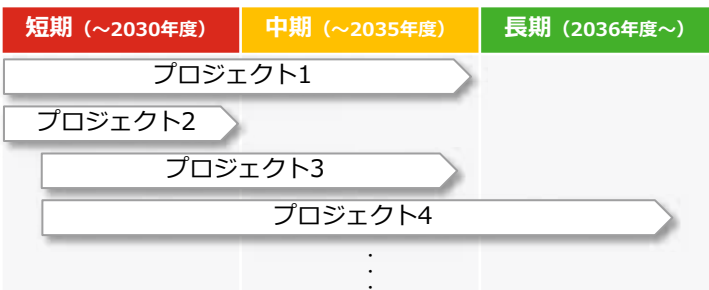 短期（～2030年度） 中期（～2035年度） 長期（2036年度～）
プロジェクト1
プロジェクト2
プロジェクト3
プロジェクト4
・
・
・